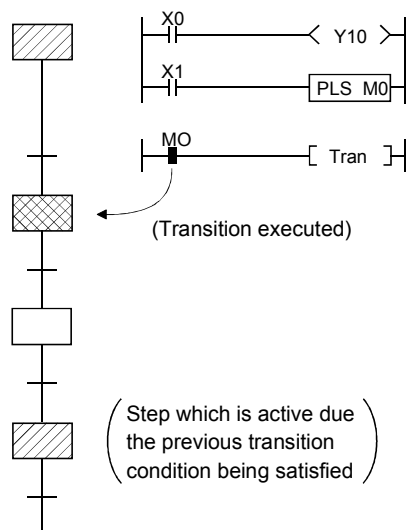 X0
Y10
X1
PLS M0
MO
Tran
(Transition executed)
Step which is active due
the previous transition
condition being satisfied